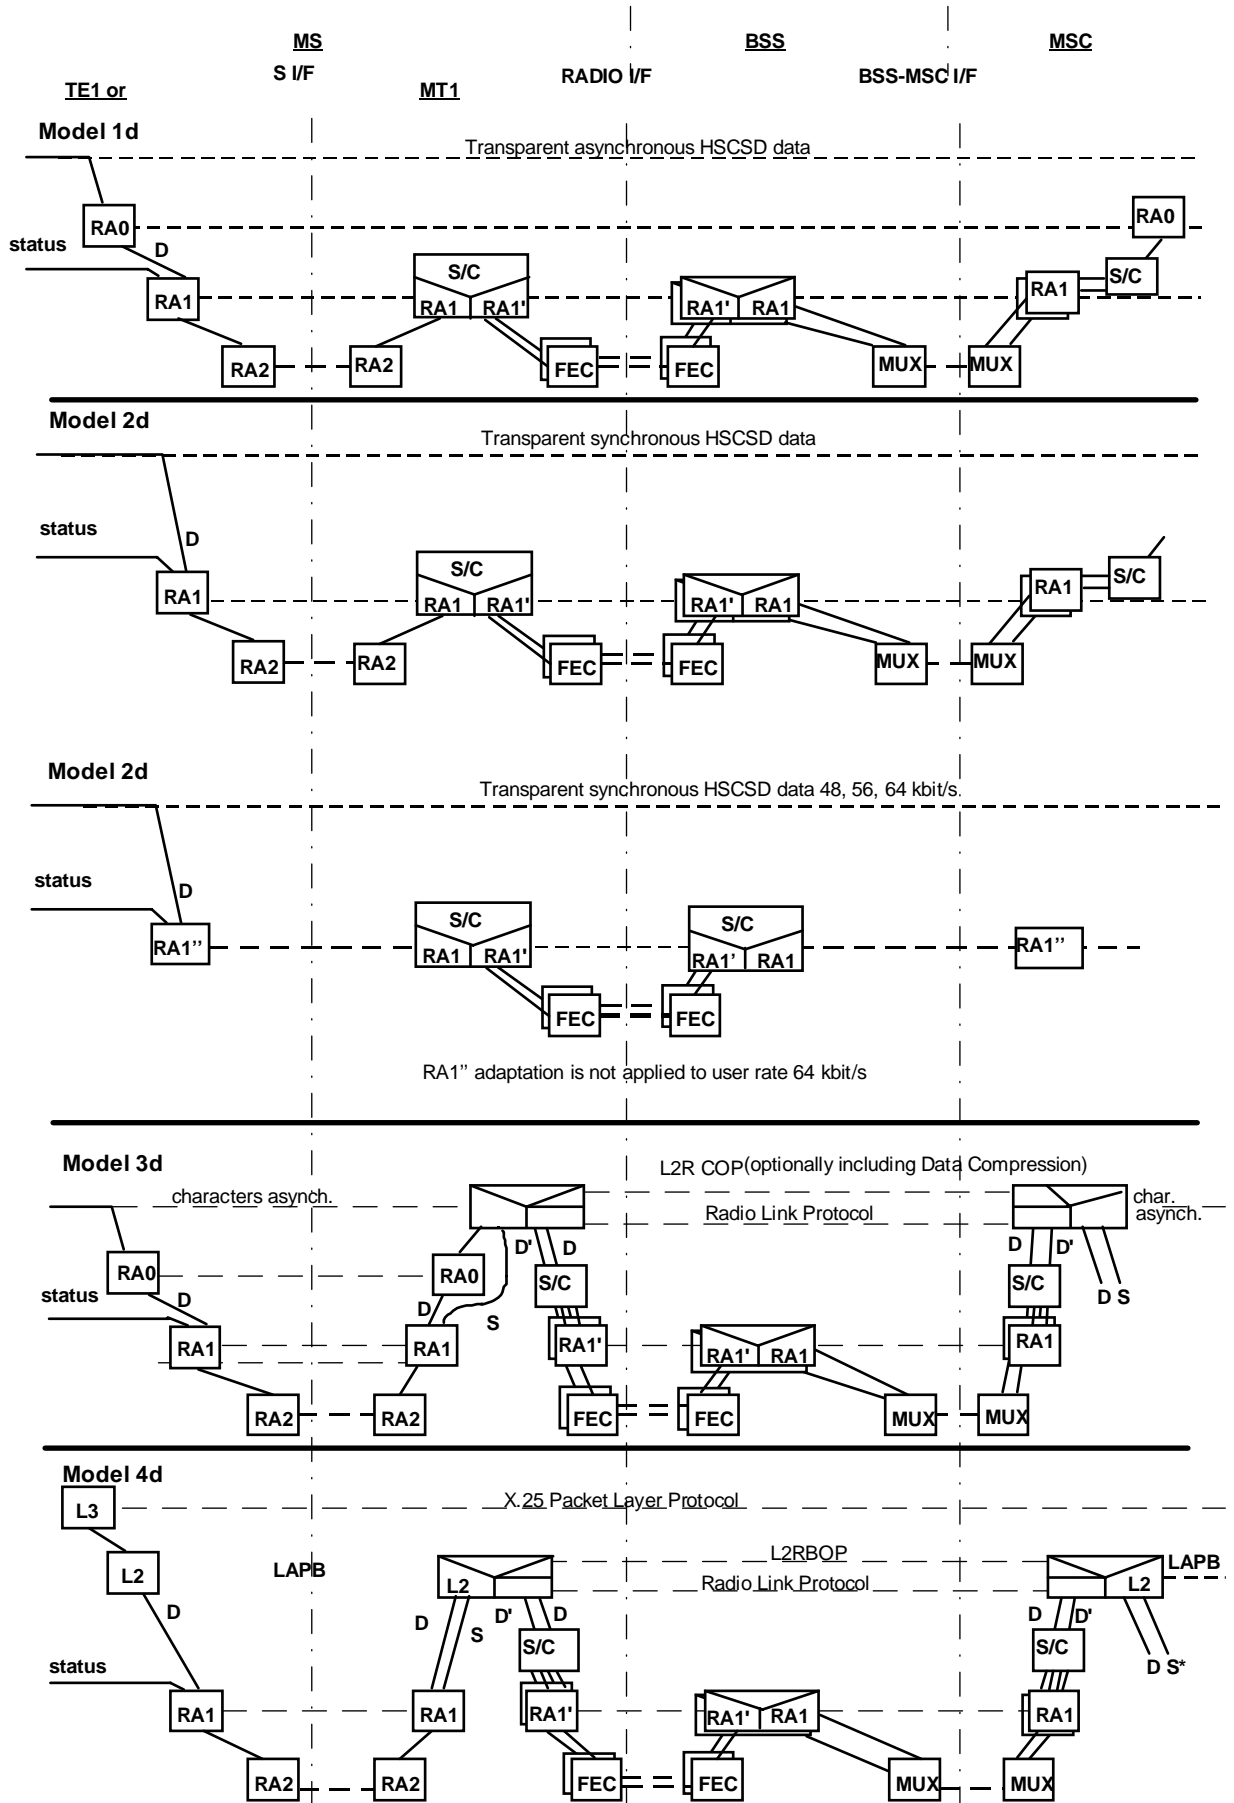 MS BSS MSC
S I/F RADIO I/F BSS-MSC I/F
TE1 or MT1
Model 1d
Transparent asynchronous HSCSD data
RA0 RA0
status D
S/C S/C
RA1 RA1 RA1' RA1' RA1 RA1
RA2 RA2 FEC FEC MUX MUX
Model 2d
Transparent synchronous HSCSD data
status D
S/C S/C
RA1 RA1 RA1' RA1' RA1 RA1
RA2 RA2 FEC FEC MUX MUX
Model 2d
Transparent synchronous HSCSD data 48, 56, 64 kbit/s.
status D
S/C S/C
RA1’’ RA1 RA1' RA1’ RA1 RA1’’
FEC FEC
RA1’’ adaptation is not applied to user rate 64 kbit/s
Model 3d
L2R COP(optionally including Data Compression)
characters asynch. char.
Radio Link Protocol asynch.
D' D D D'
RA0 RA0 S/C S/C
status D D S D S
RA1 RA1 RA1' RA1' RA1 RA1
RA2 RA2 FEC FEC MUX MUX
Model 4d
X.25 Packet Layer Protocol
L3
L2RBOP
L2 LAPB LAPB
L2 Radio Link Protocol L2
D D S D' D D D'
S/C S/C
status D S*
RA1 RA1 RA1' RA1' RA1 RA1
RA2 RA2 FEC FEC MUX MUX